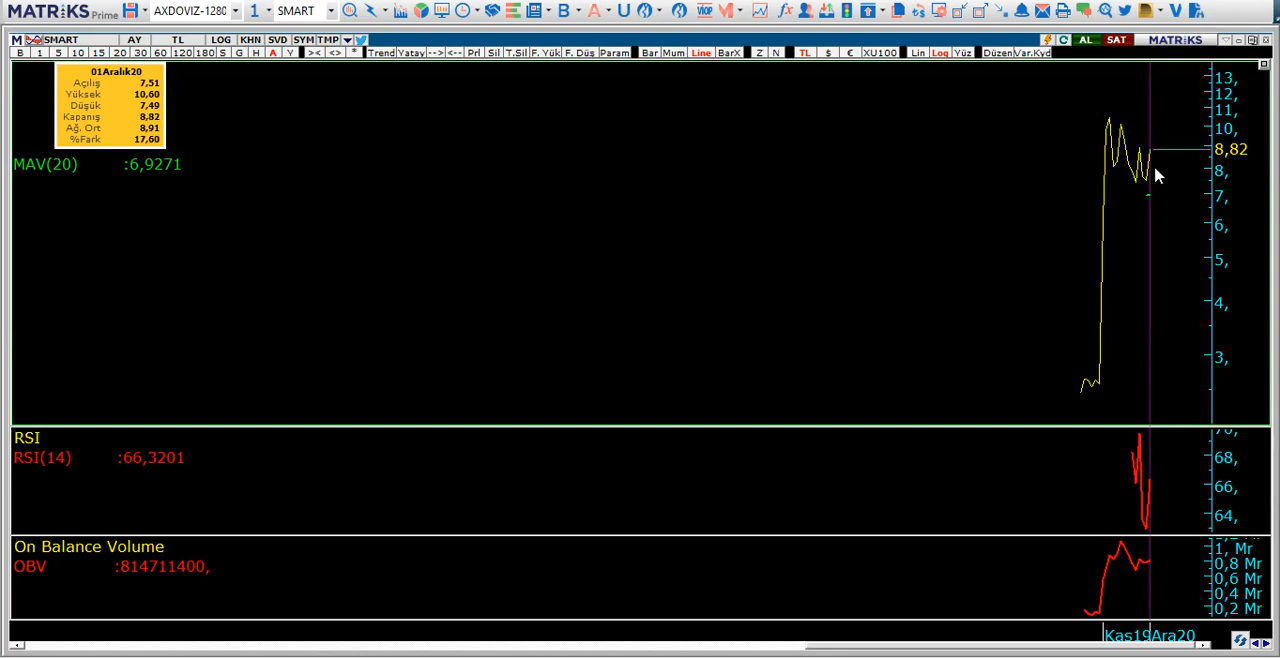 MATRiKS Prime AXDOVIZ-1280 1 SMART
M SMART AY TL LOG KHN SVD SYM TMP AL SAT MATRiKS
B 1 5 10 15 20 30 60 120 180 S G H A Y >< <> * Trend Yatay --> <-- Prl Sil T.Sil F. Yük F. Düş Param Bar Mum Line BarX Z N TL $ € XU100 Lin Log Yüz Düzen Var.Kyd
01Aralık20
Açılış 7,51
Yüksek 10,60
Düşük 7,49
Kapanış 8,82
Ağ. Ort 8,91
%Fark 17,60
MAV(20) :6,9271
13,
12,
11,
10,
8,82
8,
7,
6,
5,
4,
3,
RSI
RSI(14) :66,3201
70,
68,
66,
64,
On Balance Volume
OBV :814711400,
1, Mr
0,8 Mr
0,6 Mr
0,4 Mr
0,2 Mr
Kas19 Ara20